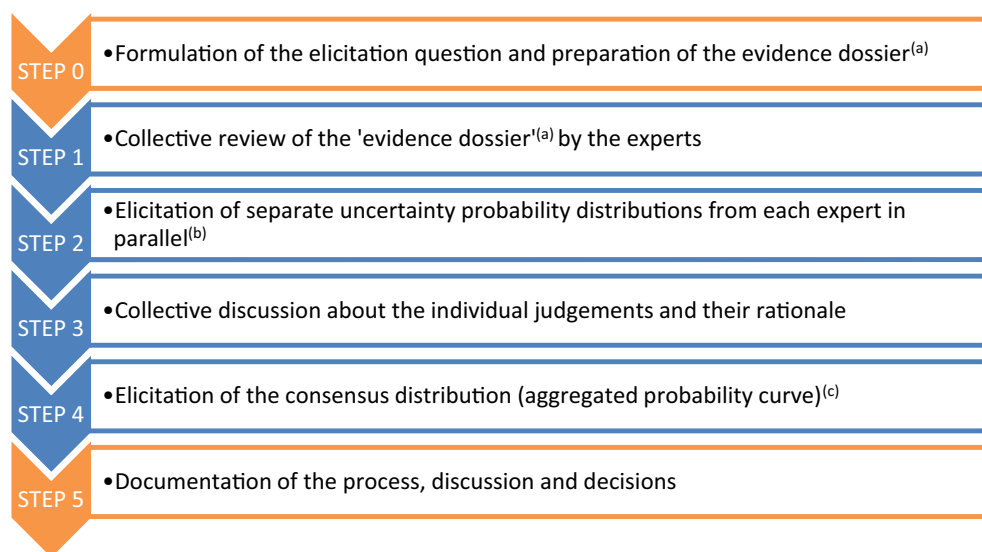 STEP 0
•Formulation of the elicitation question and preparation of the evidence dossier(a)
STEP 1
•Collective review of the 'evidence dossier'(a) by the experts
STEP 2
•Elicitation of separate uncertainty probability distributions from each expert in
parallel(b)
STEP 3
•Collective discussion about the individual judgements and their rationale
STEP 4
•Elicitation of the consensus distribution (aggregated probability curve)(c)
STEP 5
•Documentation of the process, discussion and decisions